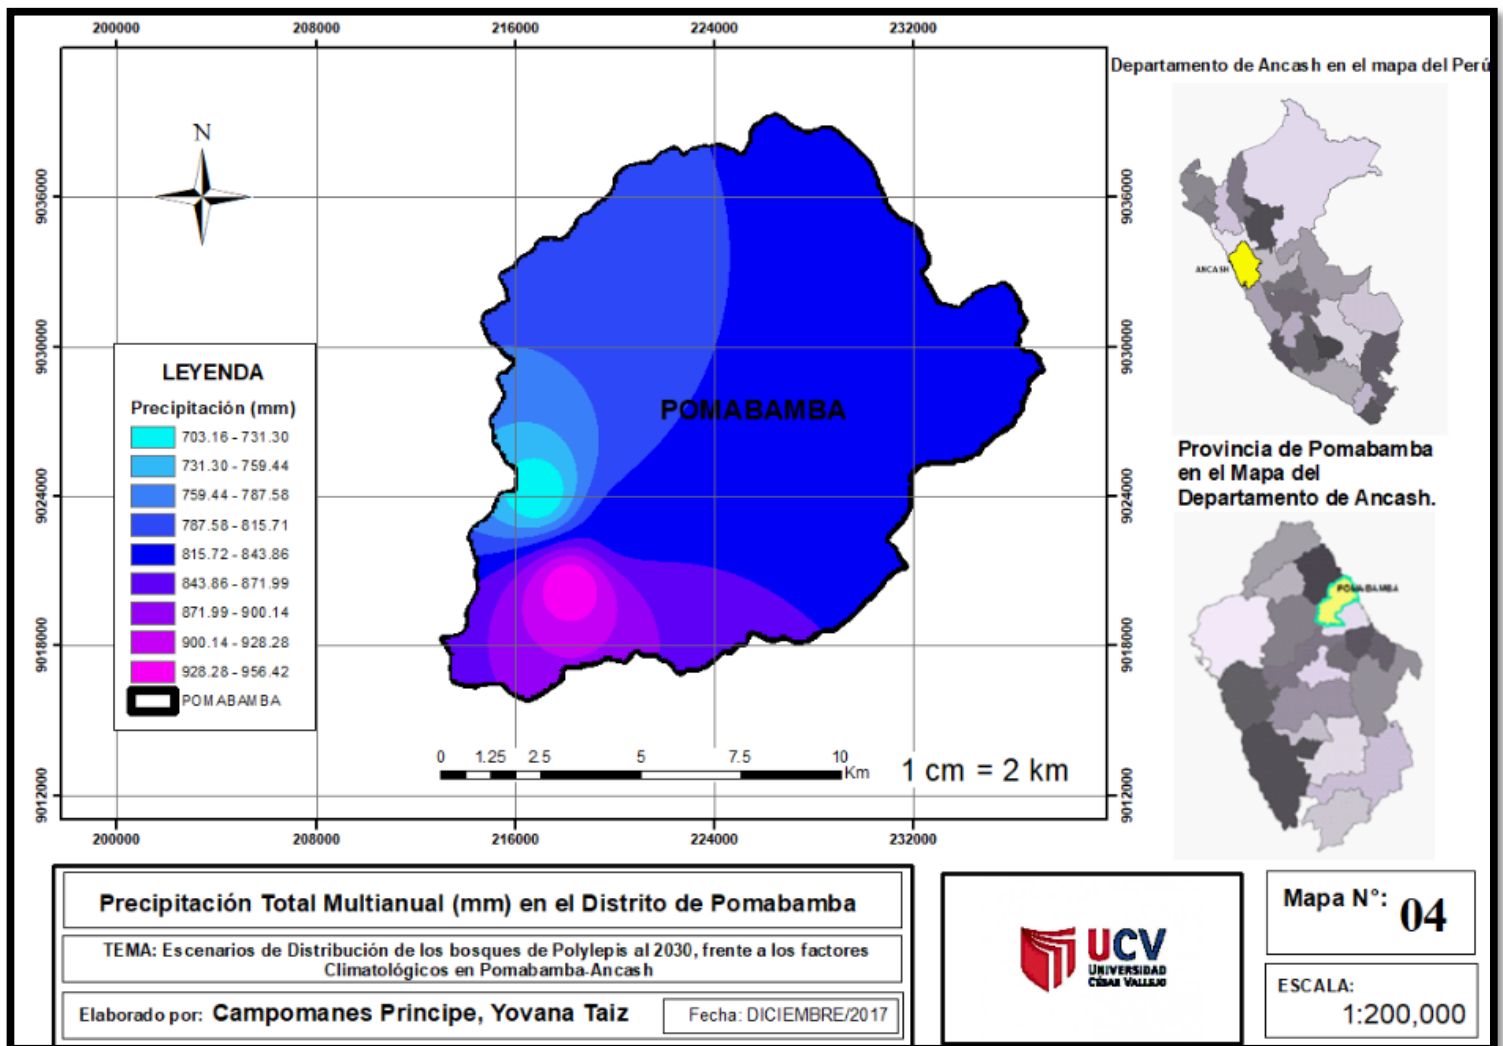 200000 208000 216000 224000 232000
Departamento de Ancash en el mapa del Perú
N
9036000 9036000
ANCASH
9030000 9030000
LEYENDA
Precipitación (mm)
703.16 - 731.30
731.30 - 759.44
759.44 - 787.58
787.58 - 815.71
815.72 - 843.86
843.86 - 871.99
871.99 - 900.14
900.14 - 928.28
928.28 - 956.42
POMABAMBA
POMABAMBA
9024000 9024000
Provincia de Pomabamba
en el Mapa del
Departamento de Ancash.
POMABAMBA
9018000 9018000
0 1.25 2.5 5 7.5 10
Km
1 cm = 2 km
9012000 9012000
200000 208000 216000 224000 232000
Precipitación Total Multianual (mm) en el Distrito de Pomabamba
TEMA: Escenarios de Distribución de los bosques de Polylepis al 2030, frente a los factores
Climatológicos en Pomabamba-Ancash
Elaborado por: Campomanes Principe, Yovana Taiz
Fecha: DICIEMBRE/2017
UCV
UNIVERSIDAD
CÉSAR VALLEJO
Mapa N°: 04
ESCALA:
1:200,000